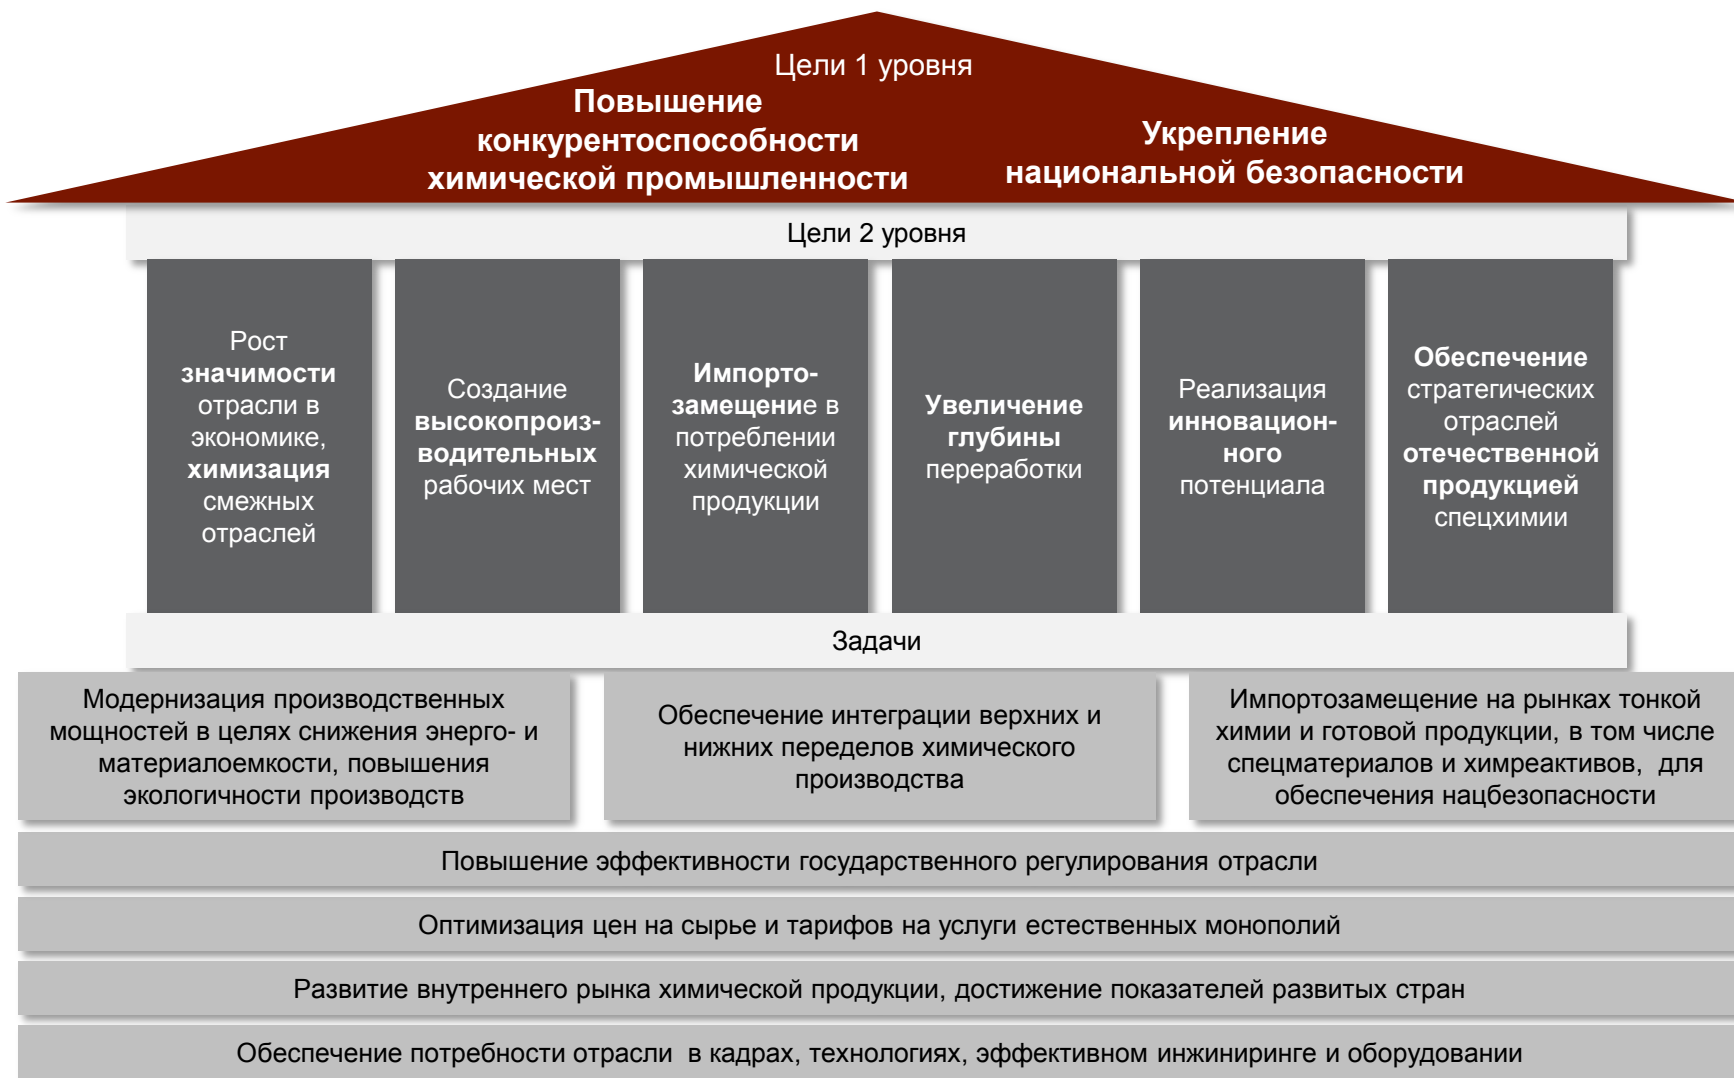 Цели 1 уровня
Повышение
конкурентоспособности
химической промышленности
Укрепление
национальной безопасности
Цели 2 уровня
Рост
значимости
отрасли в
экономике,
химизация
смежных
отраслей
Создание
высокопроиз-
водительных
рабочих мест
Импорто-
замещение в
потреблении
химической
продукции
Увеличение
глубины
переработки
Реализация
инновацион-
ного
потенциала
Обеспечение
стратегических
отраслей
отечественной
продукцией
спецхимии
Задачи
Модернизация производственных
мощностей в целях снижения энерго- и
материалоемкости, повышения
экологичности производств
Обеспечение интеграции верхних и
нижних переделов химического
производства
Импортозамещение на рынках тонкой
химии и готовой продукции, в том числе
спецматериалов и химреактивов,  для
обеспечения нацбезопасности
Повышение эффективности государственного регулирования отрасли
Оптимизация цен на сырье и тарифов на услуги естественных монополий
Развитие внутреннего рынка химической продукции, достижение показателей развитых стран
Обеспечение потребности отрасли  в кадрах, технологиях, эффективном инжиниринге и оборудовании